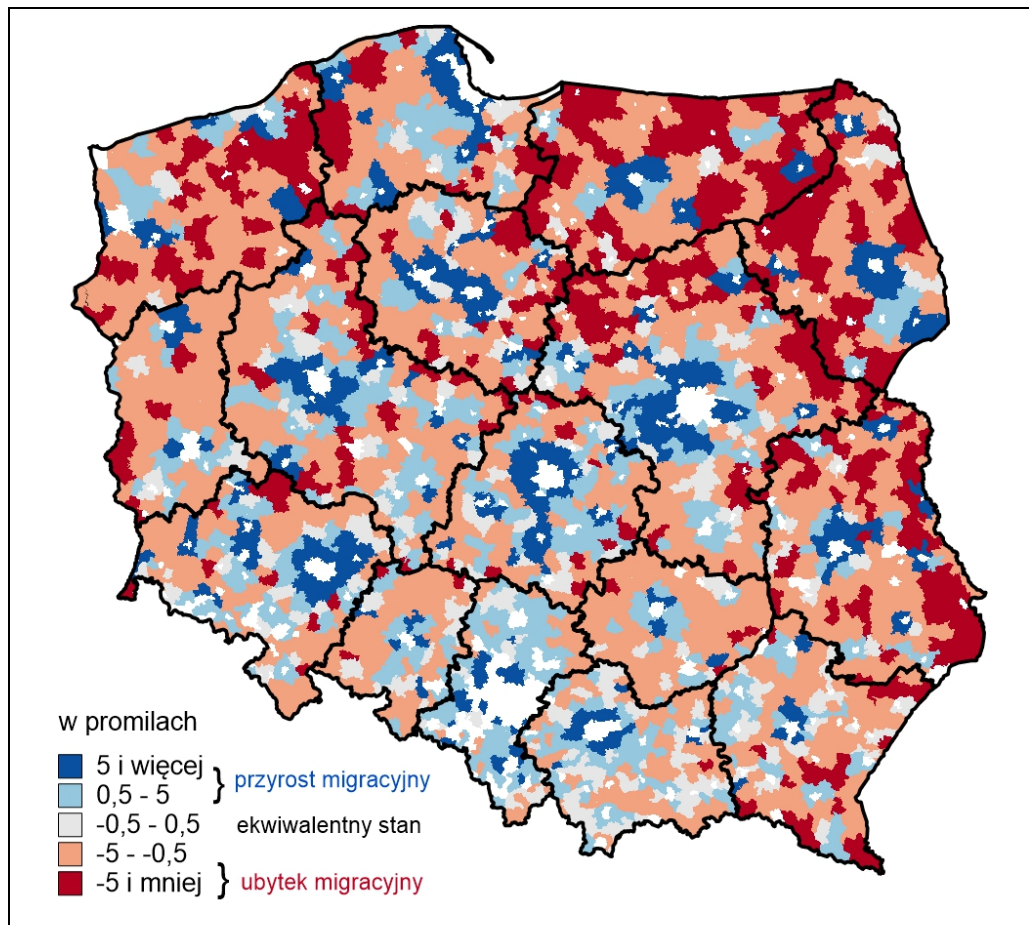 w promilach
5 i więcej
0,5 - 5
} przyrost migracyjny
-0,5 - 0,5 ekwiwalentny stan
-5 - -0,5
-5 i mniej } ubytek migracyjny